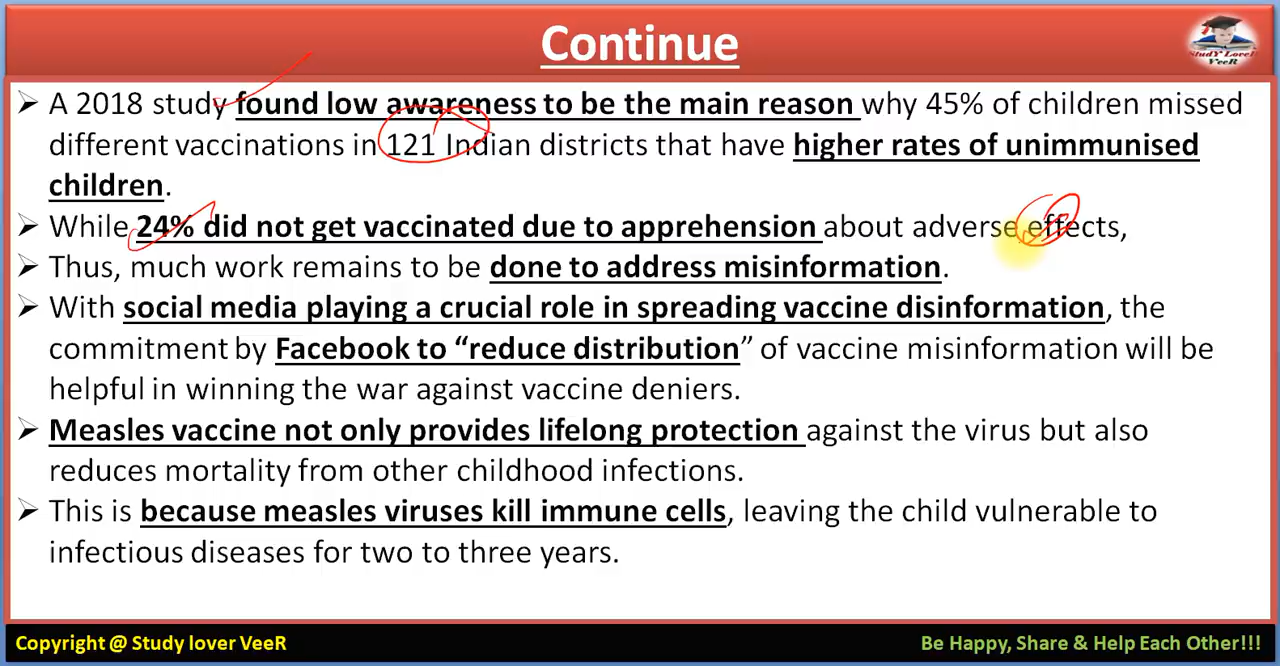 Continue
StudY LoveR
VeeR
➢ A 2018 study found low awareness to be the main reason why 45% of children missed
different vaccinations in 121 Indian districts that have higher rates of unimmunised
children.
➢ While 24% did not get vaccinated due to apprehension about adverse effects,
➢ Thus, much work remains to be done to address misinformation.
➢ With social media playing a crucial role in spreading vaccine disinformation, the
commitment by Facebook to “reduce distribution” of vaccine misinformation will be
helpful in winning the war against vaccine deniers.
➢ Measles vaccine not only provides lifelong protection against the virus but also
reduces mortality from other childhood infections.
➢ This is because measles viruses kill immune cells, leaving the child vulnerable to
infectious diseases for two to three years.
Copyright @ Study lover VeeR
Be Happy, Share & Help Each Other!!!